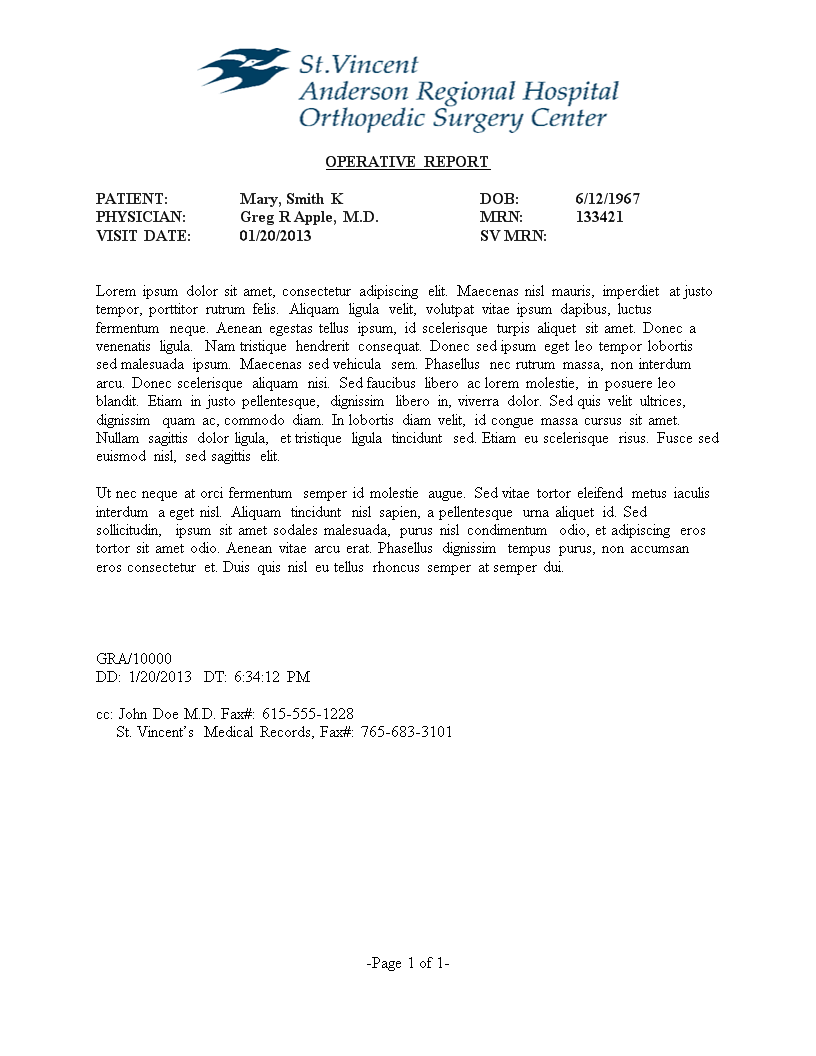 St.Vincent
Anderson Regional Hospital
Orthopedic Surgery Center
OPERATIVE REPORT
PATIENT: Mary, Smith K DOB: 6/12/1967
PHYSICIAN: Greg R Apple, M.D. MRN: 133421
VISIT DATE: 01/20/2013 SV MRN:
Lorem ipsum dolor sit amet, consectetur adipiscing elit. Maecenas nisl mauris, imperdiet at justo
tempor, porttitor rutrum felis. Aliquam ligula velit, volutpat vitae ipsum dapibus, luctus
fermentum neque. Aenean egestas tellus ipsum, id scelerisque turpis aliquet sit amet. Donec a
venenatis ligula. Nam tristique hendrerit consequat. Donec sed ipsum eget leo tempor lobortis
sed malesuada ipsum. Maecenas sed vehicula sem. Phasellus nec rutrum massa, non interdum
arcu. Donec scelerisque aliquam nisi. Sed faucibus libero ac lorem molestie, in posuere leo
blandit. Etiam in justo pellentesque, dignissim libero in, viverra dolor. Sed quis velit ultrices,
dignissim quam ac, commodo diam. In lobortis diam velit, id congue massa cursus sit amet.
Nullam sagittis dolor ligula, et tristique ligula tincidunt sed. Etiam eu scelerisque risus. Fusce sed
euismod nisl, sed sagittis elit.
Ut nec neque at orci fermentum semper id molestie augue. Sed vitae tortor eleifend metus iaculis
interdum a eget nisl. Aliquam tincidunt nisl sapien, a pellentesque urna aliquet id. Sed
sollicitudin, ipsum sit amet sodales malesuada, purus nisl condimentum odio, et adipiscing eros
tortor sit amet odio. Aenean vitae arcu erat. Phasellus dignissim tempus purus, non accumsan
eros consectetur et. Duis quis nisl eu tellus rhoncus semper at semper dui.
GRA/10000
DD: 1/20/2013 DT: 6:34:12 PM
cc: John Doe M.D. Fax#: 615-555-1228
St. Vincent’s Medical Records, Fax#: 765-683-3101
-Page 1 of 1-